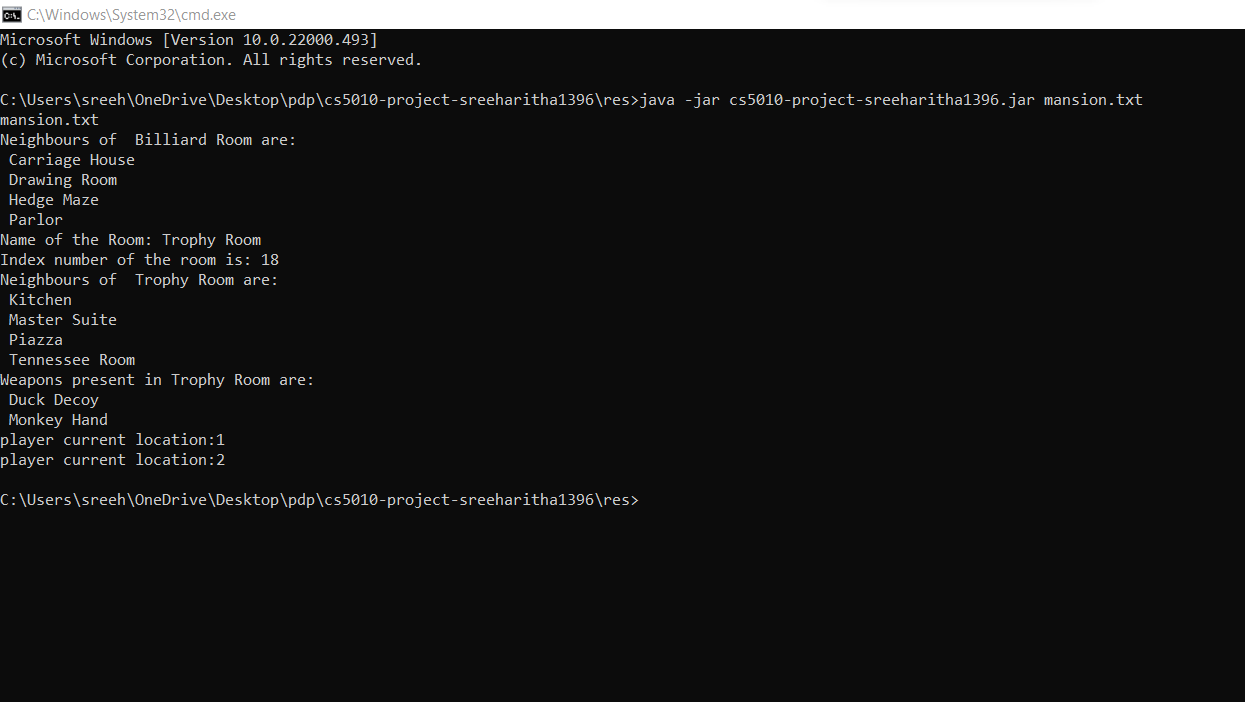 C:\Windows\System32\cmd.exe
Microsoft Windows [Version 10.0.22000.493]
(c) Microsoft Corporation. All rights reserved.
C:\Users\sreeh\OneDrive\Desktop\pdp\cs5010-project-sreeharitha1396\res>java -jar cs5010-project-sreeharitha1396.jar mansion.txt
mansion.txt
Neighbours of  Billiard Room are:
 Carriage House
 Drawing Room
 Hedge Maze
 Parlor
Name of the Room: Trophy Room
Index number of the room is: 18
Neighbours of  Trophy Room are:
 Kitchen
 Master Suite
 Piazza
 Tennessee Room
Weapons present in Trophy Room are:
 Duck Decoy
 Monkey Hand
player current location:1
player current location:2
C:\Users\sreeh\OneDrive\Desktop\pdp\cs5010-project-sreeharitha1396\res>